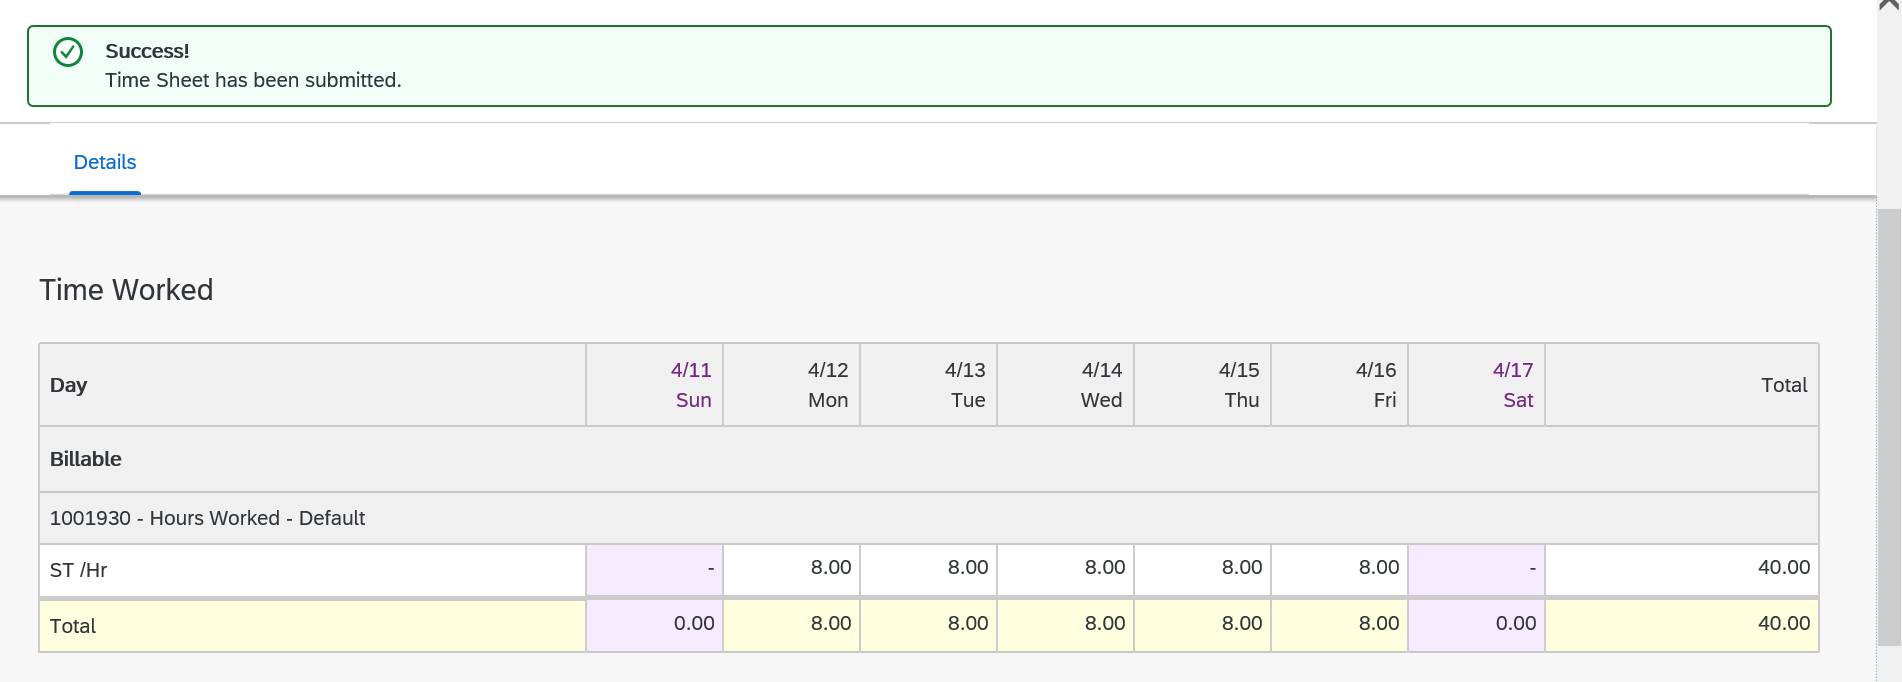 Success!
Time Sheet has been submitted.
Details
Time Worked
Day 4/11 Sun 4/12 Mon 4/13 Tue 4/14 Wed 4/15 Thu 4/16 Fri 4/17 Sat Total
Billable
1001930 - Hours Worked - Default
ST /Hr - 8.00 8.00 8.00 8.00 8.00 - 40.00
Total 0.00 8.00 8.00 8.00 8.00 8.00 0.00 40.00